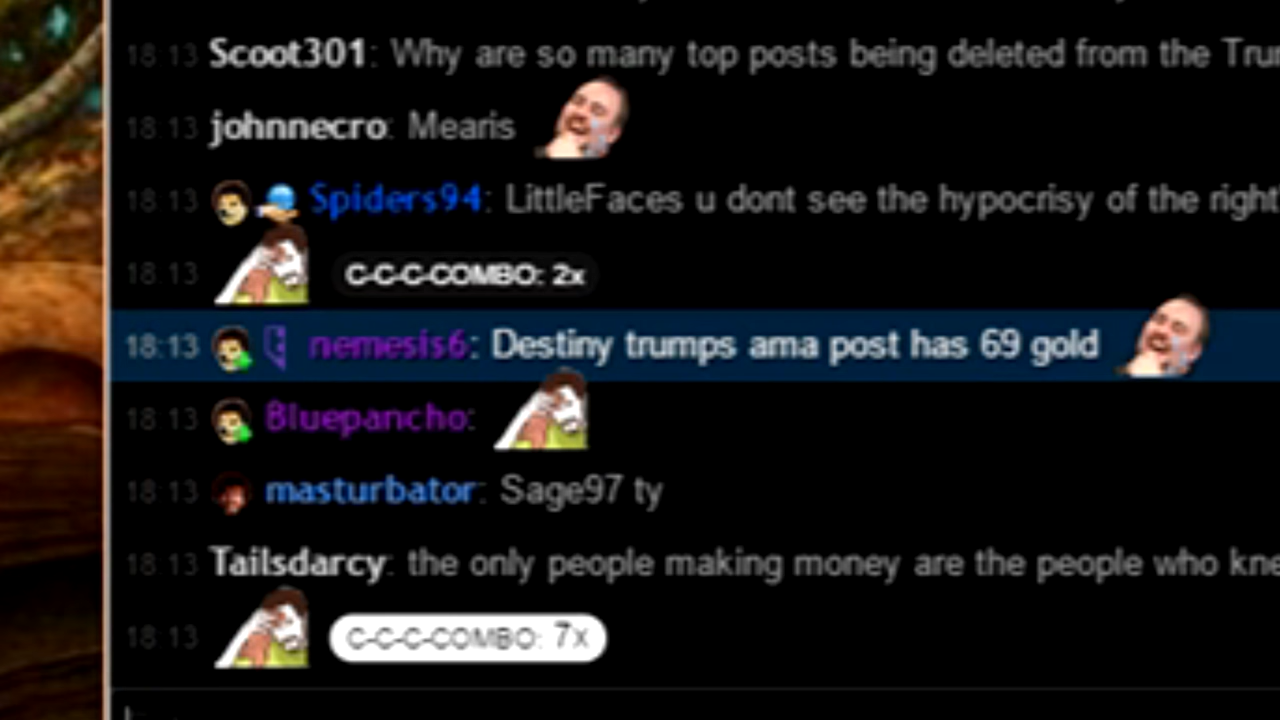 18:13 Scoot301: Why are so many top posts being deleted from the
18:13 johnnecro: Mearis
18:13 Spiders94: LittleFaces u dont see the hypocrisy of the right
18:13 C-C-C-COMBO: 2x
18:13 nemesis6: Destiny trumps ama post has 69 gold
18:13 Bluepancho:
18:13 masturbator: Sage97 ty
18:13 Tailsdarcy: the only people making money are the people who
18:13 C-C-C-COMBO: 7x